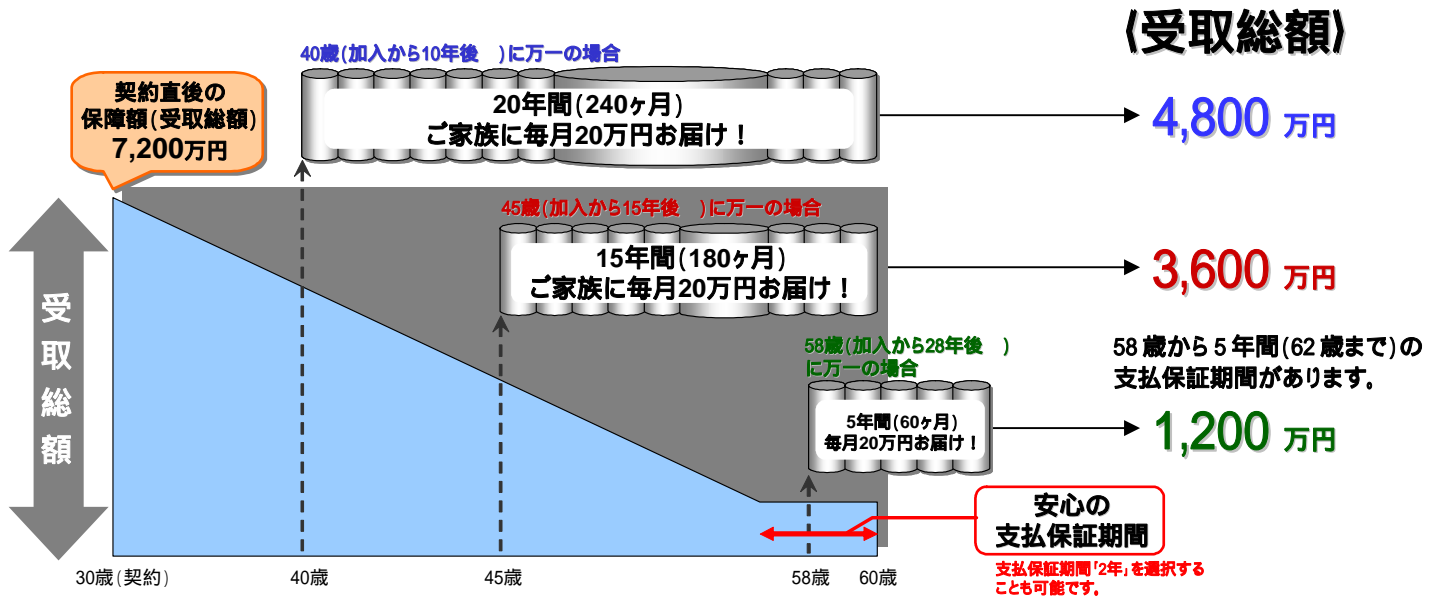 《受取総額》
40歳(加入から10年後　)に万一の場合
契約直後の
保障額(受取総額)
7,200万円
20年間(240ヶ月)
ご家族に毎月20万円お届け！
4,800 万円
45歳(加入から15年後　)に万一の場合
15年間(180ヶ月)
ご家族に毎月20万円お届け！
3,600 万円
受取総額
58歳(加入から28年後　)
に万一の場合
58歳から5年間(62歳まで)の
支払保証期間があります。
5年間(60ヶ月)
毎月20万円お届け！
1,200 万円
安心の
支払保証期間
支払保証期間「2年」を選択する
ことも可能です。
30歳(契約)
40歳
45歳
58歳
60歳